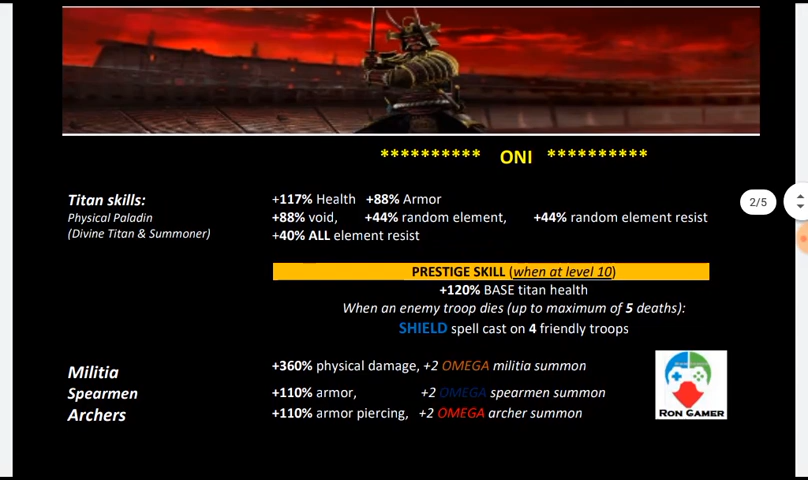 ********** ONI **********
Titan skills: +117% Health +88% Armor
Physical Paladin +88% void, +44% random element, +44% random element resist
(Divine Titan & Summoner) +40% ALL element resist
2/5
PRESTIGE SKILL (when at level 10)
+120% BASE titan health
When an enemy troop dies (up to maximum of 5 deaths):
SHIELD spell cast on 4 friendly troops
Militia +360% physical damage, +2 OMEGA militia summon
Spearmen +110% armor, +2 OMEGA spearmen summon
Archers +110% armor piercing, +2 OMEGA archer summon
RON GAMER